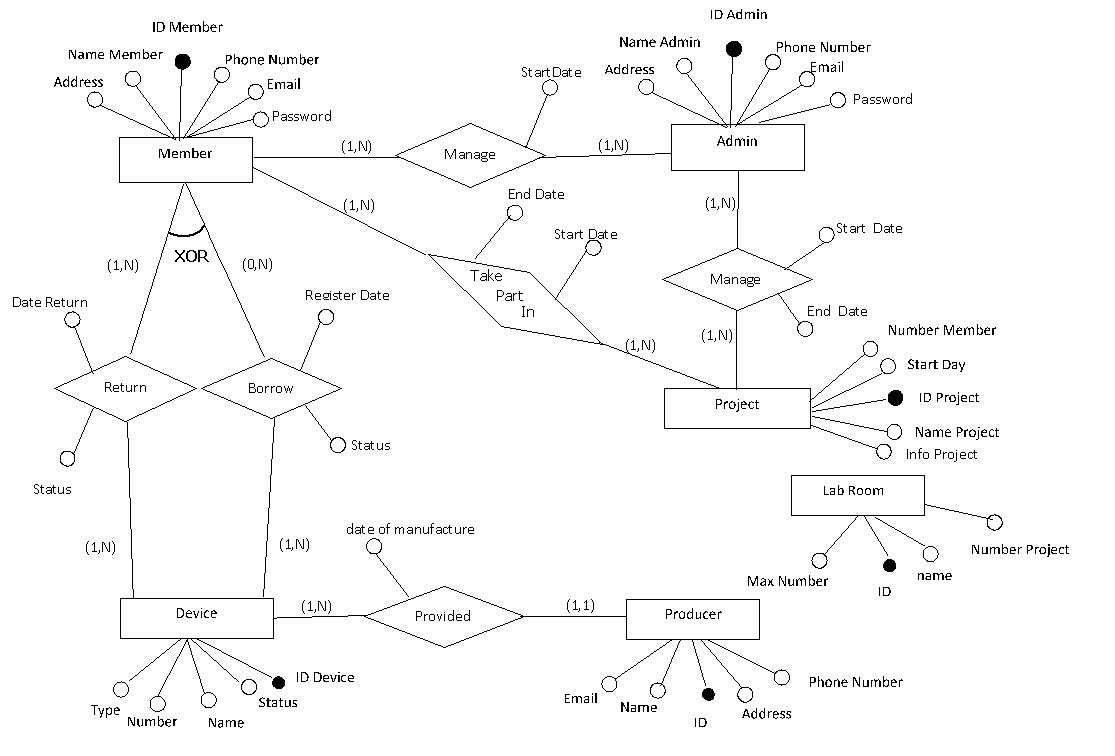 ID Member
ID Admin
Name Member
Phone Number
Address
Email
Password
Name Admin
Phone Number
Address
Email
Password
StartDate
Member
(1,N)
Manage
(1,N)
Admin
(1,N)
End Date
(1,N)
Start Date
Start Date
XOR
(1,N)
(0,N)
Take
Part
In
Manage
Date Return
Register Date
End Date
(1,N)
(1,N)
Number Member
Start Day
Return
Borrow
Project
ID Project
Name Project
Info Project
Status
Status
Lab Room
date of manufacture
Number Project
(1,N)
(1,N)
Max Number
ID
name
Device
(1,N)
Provided
(1,1)
Producer
ID Device
Status
Type
Number
Name
Email
Name
ID
Address
Phone Number